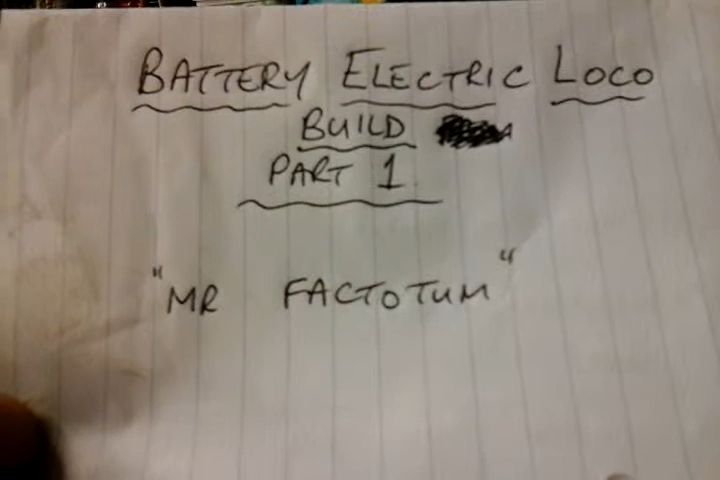 BATTERY ELECTRIC LOCO
BUILD
PART 1
"MR FACTOTUM"